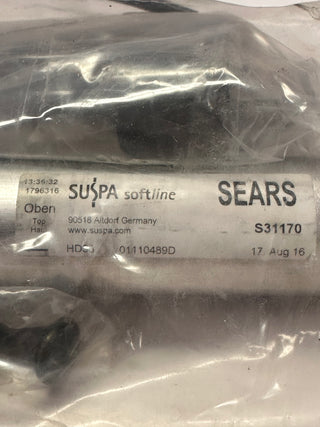 13:36:32
1796316
SUSPA softline
SEARS
Oben
Top
90518 Altdorf Germany
www.suspa.com
S31170
01110489D
17. Aug 16